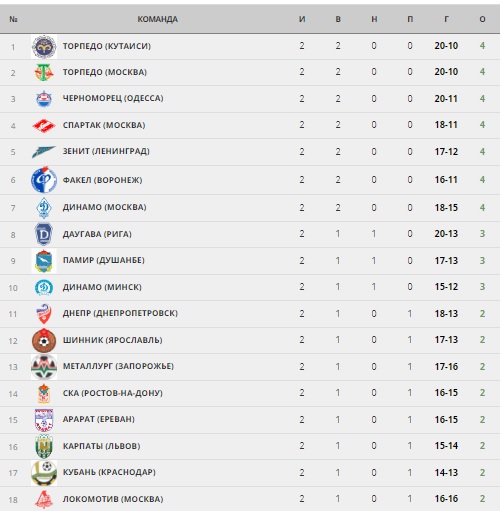 № КОМАНДА И В Н П Г О
1 ТОРПЕДО (КУТАИСИ) 2 2 0 0 20-10 4
2 ТОРПЕДО (МОСКВА) 2 2 0 0 20-10 4
3 ЧЕРНОМОРЕЦ (ОДЕССА) 2 2 0 0 20-11 4
4 СПАРТАК (МОСКВА) 2 2 0 0 18-11 4
5 ЗЕНИТ (ЛЕНИНГРАД) 2 2 0 0 17-12 4
6 ФАКЕЛ (ВОРОНЕЖ) 2 2 0 0 16-11 4
7 ДИНАМО (МОСКВА) 2 2 0 0 18-15 4
8 ДАУГАВА (РИГА) 2 1 1 0 20-13 3
9 ПАМИР (ДУШАНБЕ) 2 1 1 0 17-13 3
10 ДИНАМО (МИНСК) 2 1 1 0 15-12 3
11 ДНЕПР (ДНЕПРОПЕТРОВСК) 2 1 0 1 18-13 2
12 ШИННИК (ЯРОСЛАВЛЬ) 2 1 0 1 17-13 2
13 МЕТАЛЛУРГ (ЗАПОРОЖЬЕ) 2 1 0 1 17-16 2
14 СКА (РОСТОВ-НА-ДОНУ) 2 1 0 1 16-15 2
15 АРАРАТ (ЕРЕВАН) 2 1 0 1 16-15 2
16 КАРПАТЫ (ЛЬВОВ) 2 1 0 1 15-14 2
17 КУБАНЬ (КРАСНОДАР) 2 1 0 1 14-13 2
18 ЛОКОМОТИВ (МОСКВА) 2 1 0 1 16-16 2